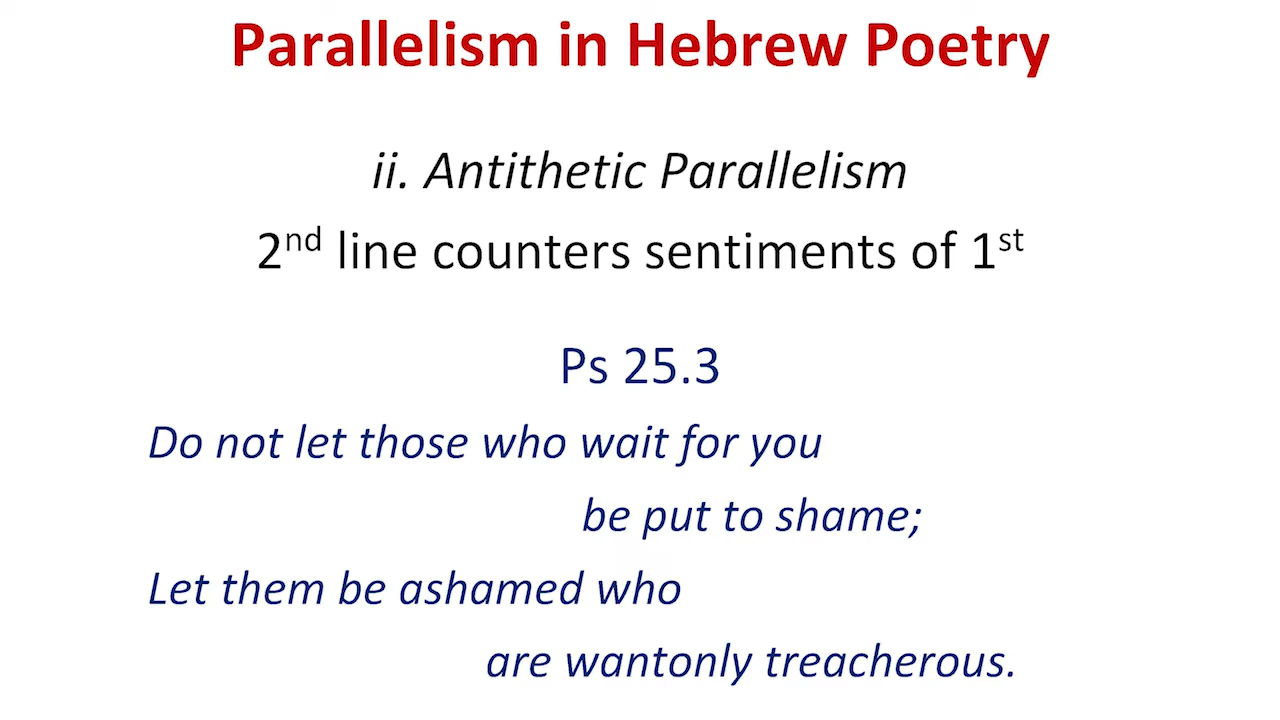 Parallelism in Hebrew Poetry
ii. Antithetic Parallelism
2nd line counters sentiments of 1st
Ps 25.3
Do not let those who wait for you
be put to shame;
Let them be ashamed who
are wantonly treacherous.